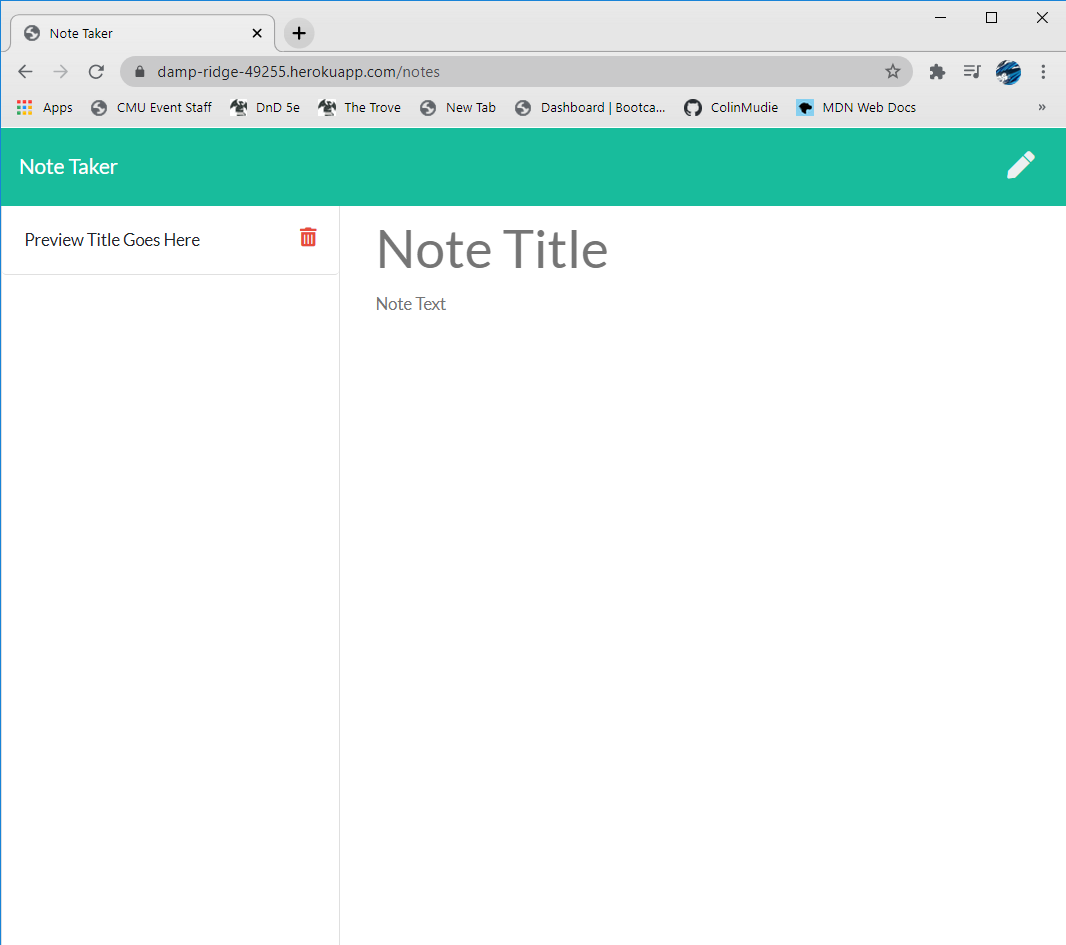 Note Taker
damp-ridge-49255.herokuapp.com/notes
Apps CMU Event Staff DnD 5e The Trove New Tab Dashboard | Bootca... ColinMudie MDN Web Docs »
Note Taker
Preview Title Goes Here
Note Title
Note Text